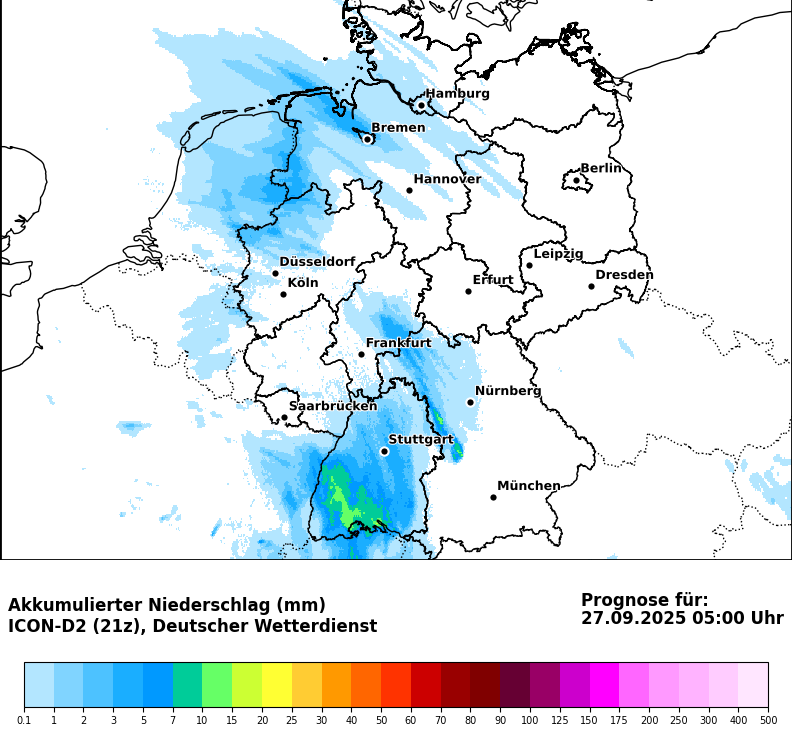 Hamburg
Bremen
Berlin
Hannover
Leipzig
Düsseldorf
Dresden
Köln
Erfurt
Frankfurt
Nürnberg
Saarbrücken
Stuttgart
München
Akkumulierter Niederschlag (mm)
ICON-D2 (21z), Deutscher Wetterdienst
Prognose für:
27.09.2025 05:00 Uhr
0.1 1 2 3 5 7 10 15 20 25 30 40 50 60 70 80 90 100 125 150 175 200 250 300 400 500